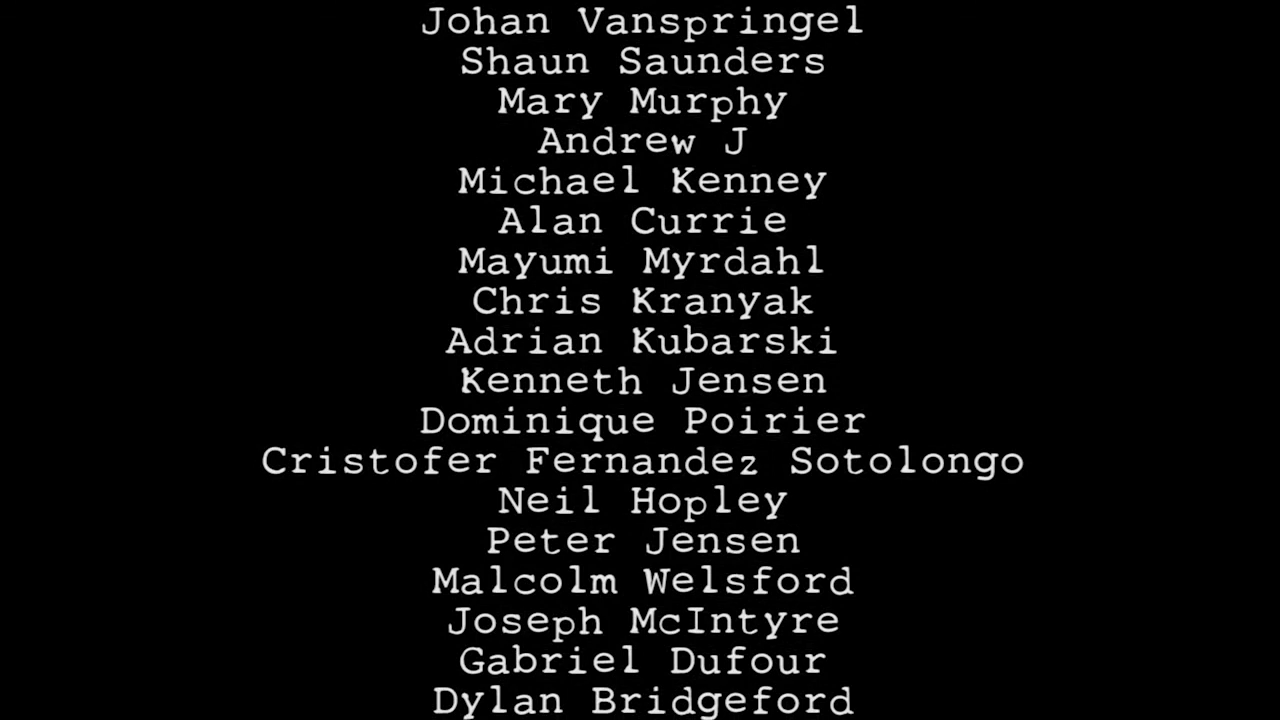 Johan Vanspringel
Shaun Saunders
Mary Murphy
Andrew J
Michael Kenney
Alan Currie
Mayumi Myrdahl
Chris Kranyak
Adrian Kubarski
Kenneth Jensen
Dominique Poirier
Cristofer Fernandez Sotolongo
Neil Hopley
Peter Jensen
Malcolm Welsford
Joseph McIntyre
Gabriel Dufour
Dylan Bridgeford